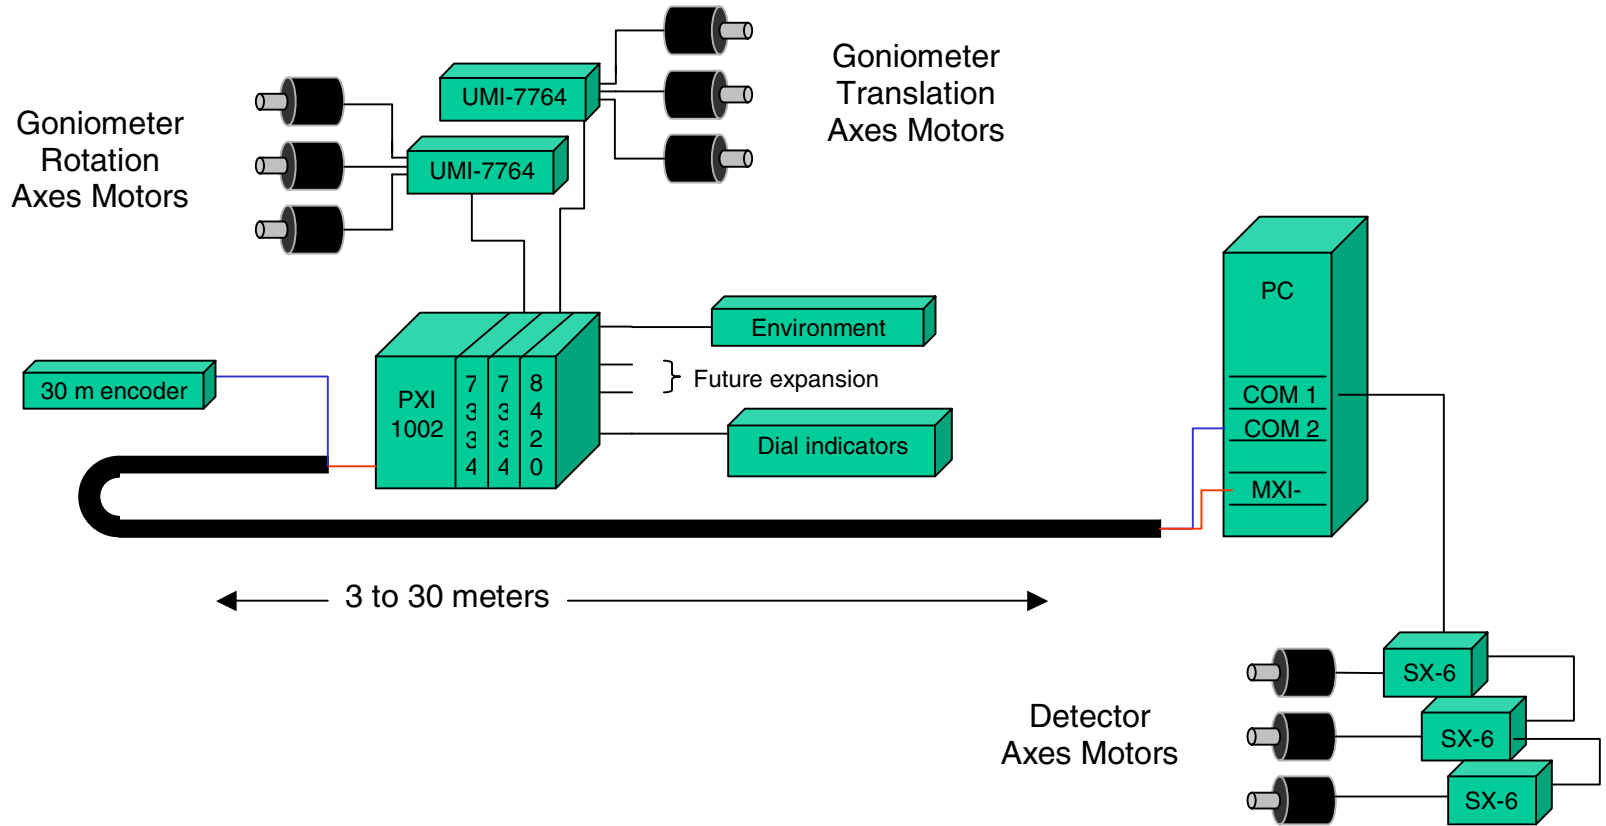 Goniometer
Rotation
Axes Motors
UMI-7764
UMI-7764
Goniometer
Translation
Axes Motors
30 m encoder
PXI
1002
7
3
3
4
7
3
3
4
8
4
2
0
Environment
} Future expansion
Dial indicators
PC
COM 1
COM 2
MXI-
3 to 30 meters
Detector
Axes Motors
SX-6
SX-6
SX-6